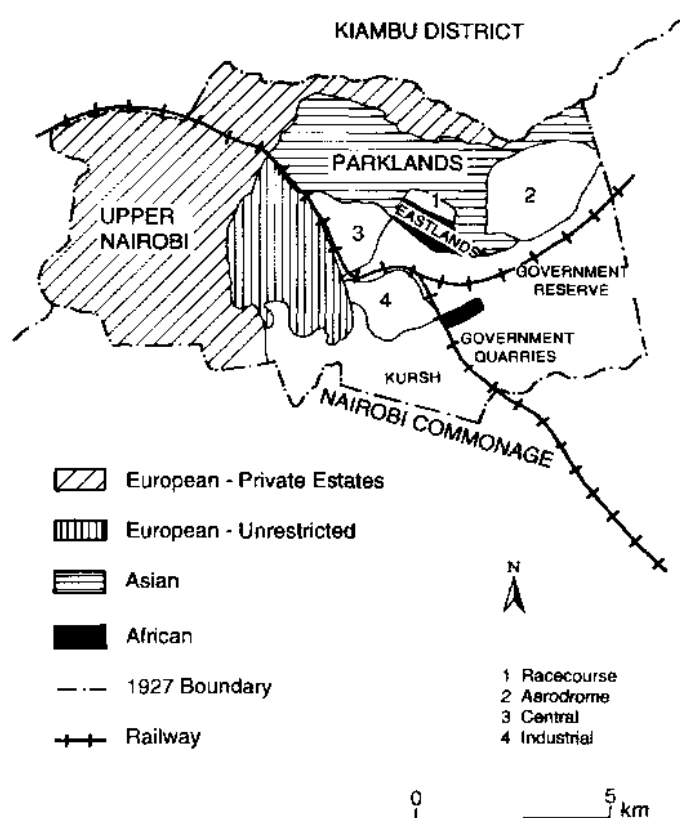 KIAMBU DISTRICT
PARKLANDS
2
1
UPPER
NAIROBI
3
EASTLANDS
GOVERNMENT
RESERVE
4
GOVERNMENT
QUARRIES
KURSH
NAIROBI COMMONAGE
European - Private Estates
European - Unrestricted
Asian
African
1927 Boundary
Railway
N
1 Racecourse
2 Aerodrome
3 Central
4 Industrial
0 5
km